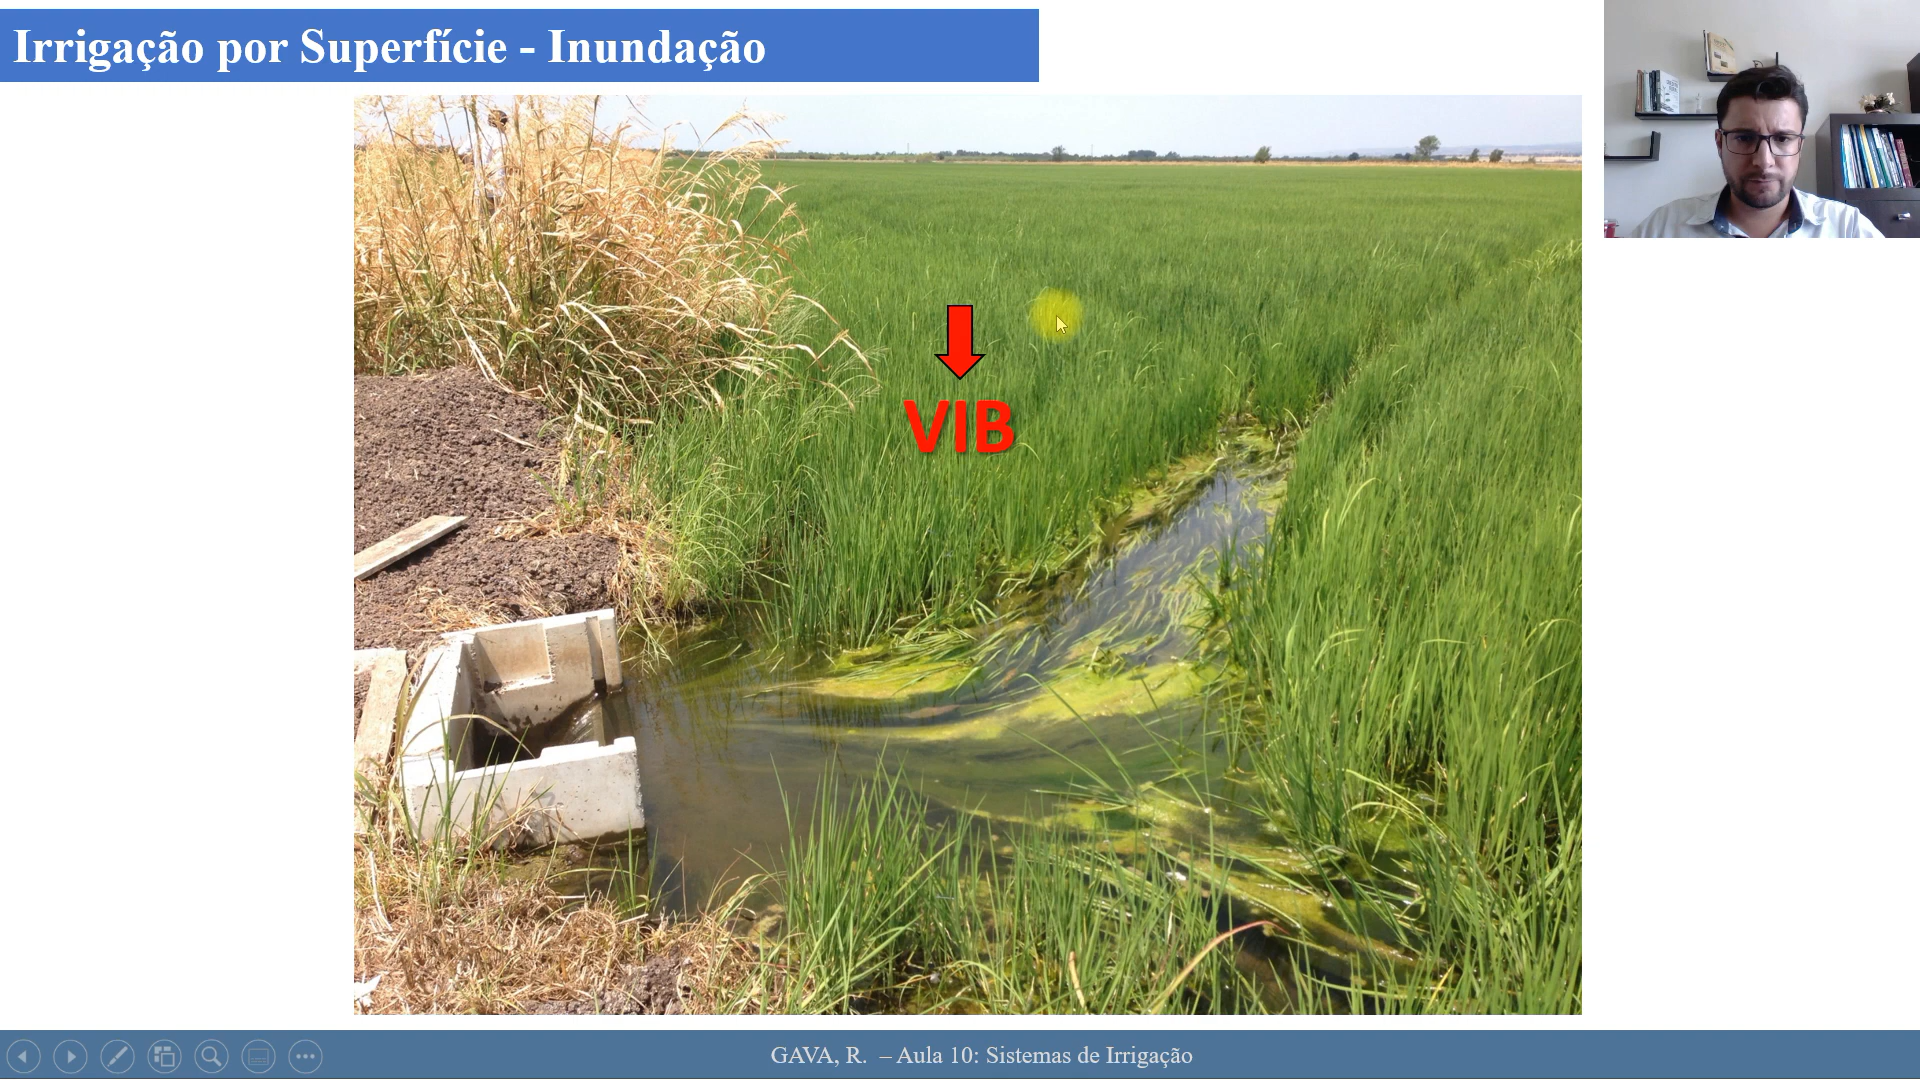 Irrigação por Superfície - Inundação
VIB
GAVA, R. – Aula 10: Sistemas de Irrigação